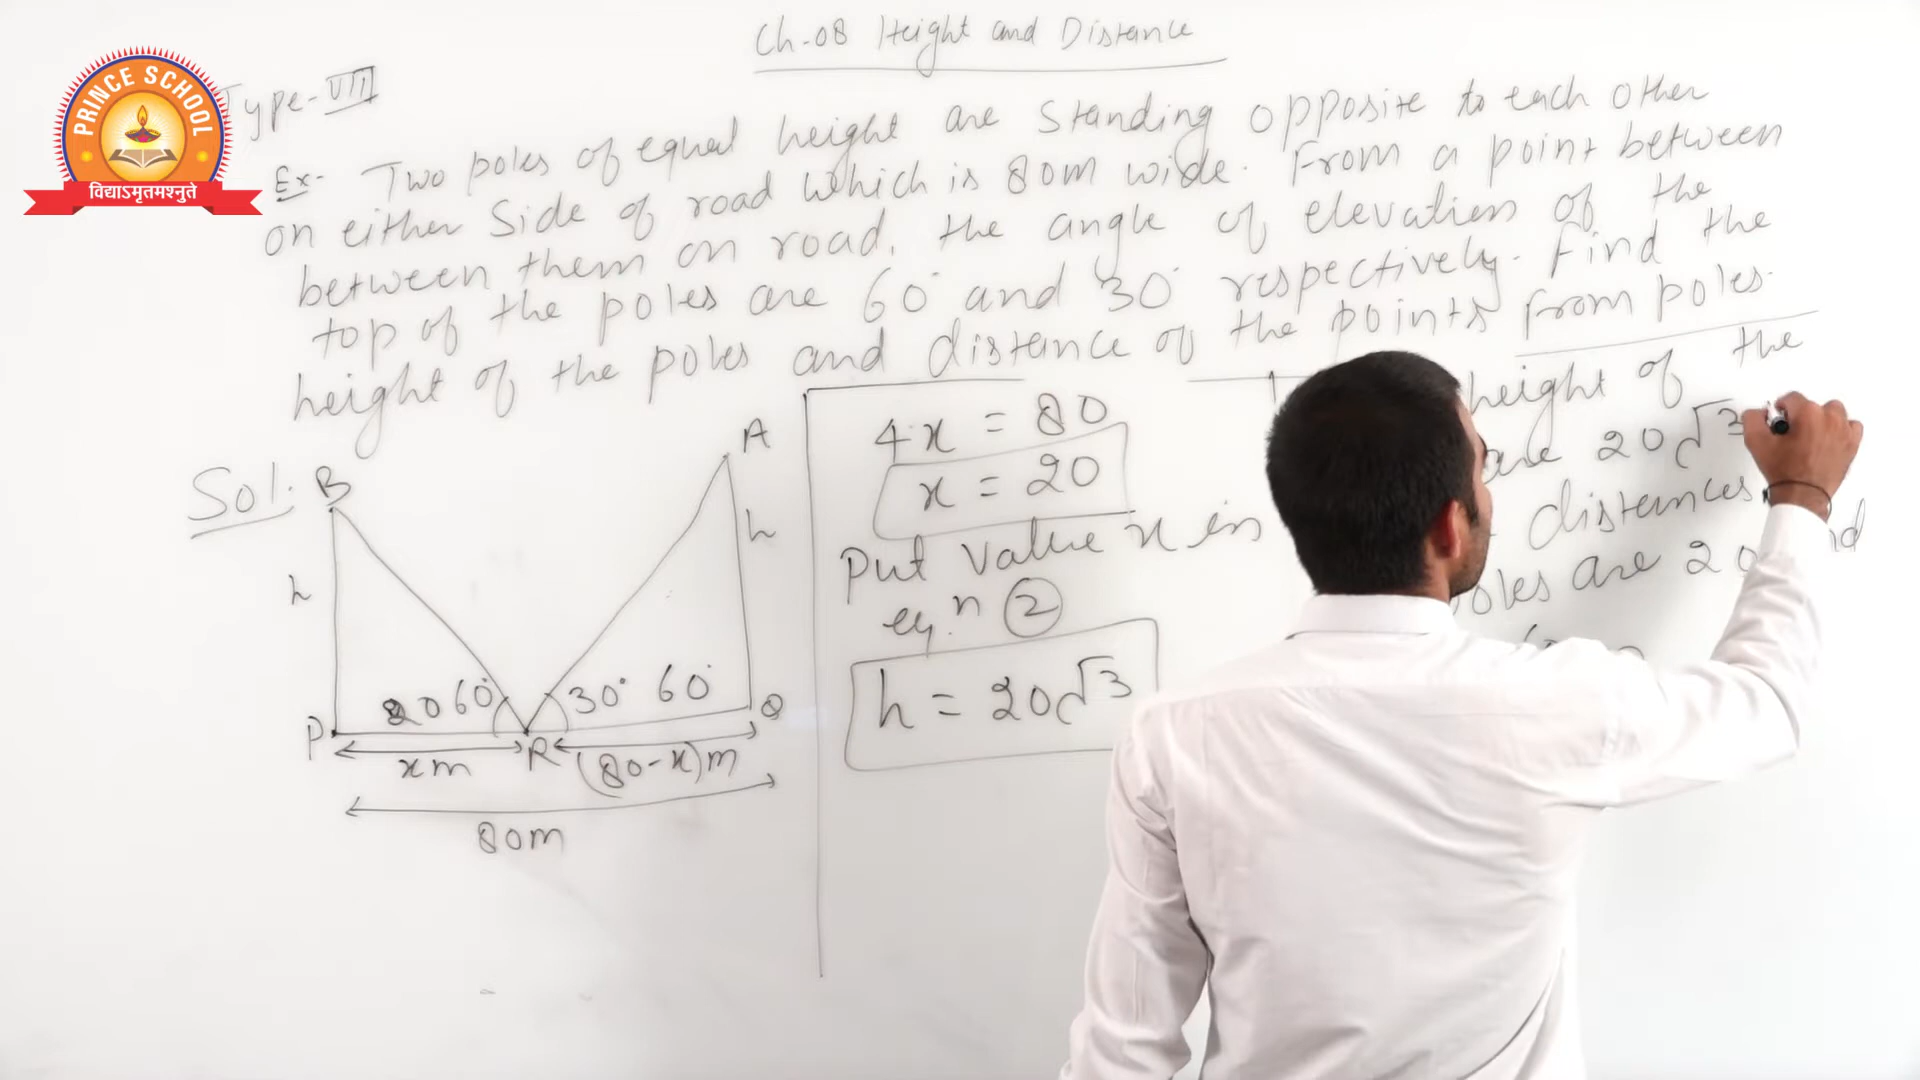 Ch-08 Height and Distance
PRINCE SCHOOL
विद्याऽमृतमश्नुते
Type-VIII
Ex- Two poles of equal height are standing opposite to each other
on either side of road which is 80m wide. From a point between
between them on road, the angle of elevation of the
top of the poles are 60° and 30° respectively. Find the
height of the poles and distance of the points from poles.
Sol:
B
A
h
h
20 60°
30° 60°
P
R
Q
xm
(80-x)m
80m
4x = 80
x = 20
Put value x in
eq.n 2
h = 20√3
height of the
are 20√3
distances
poles are 20